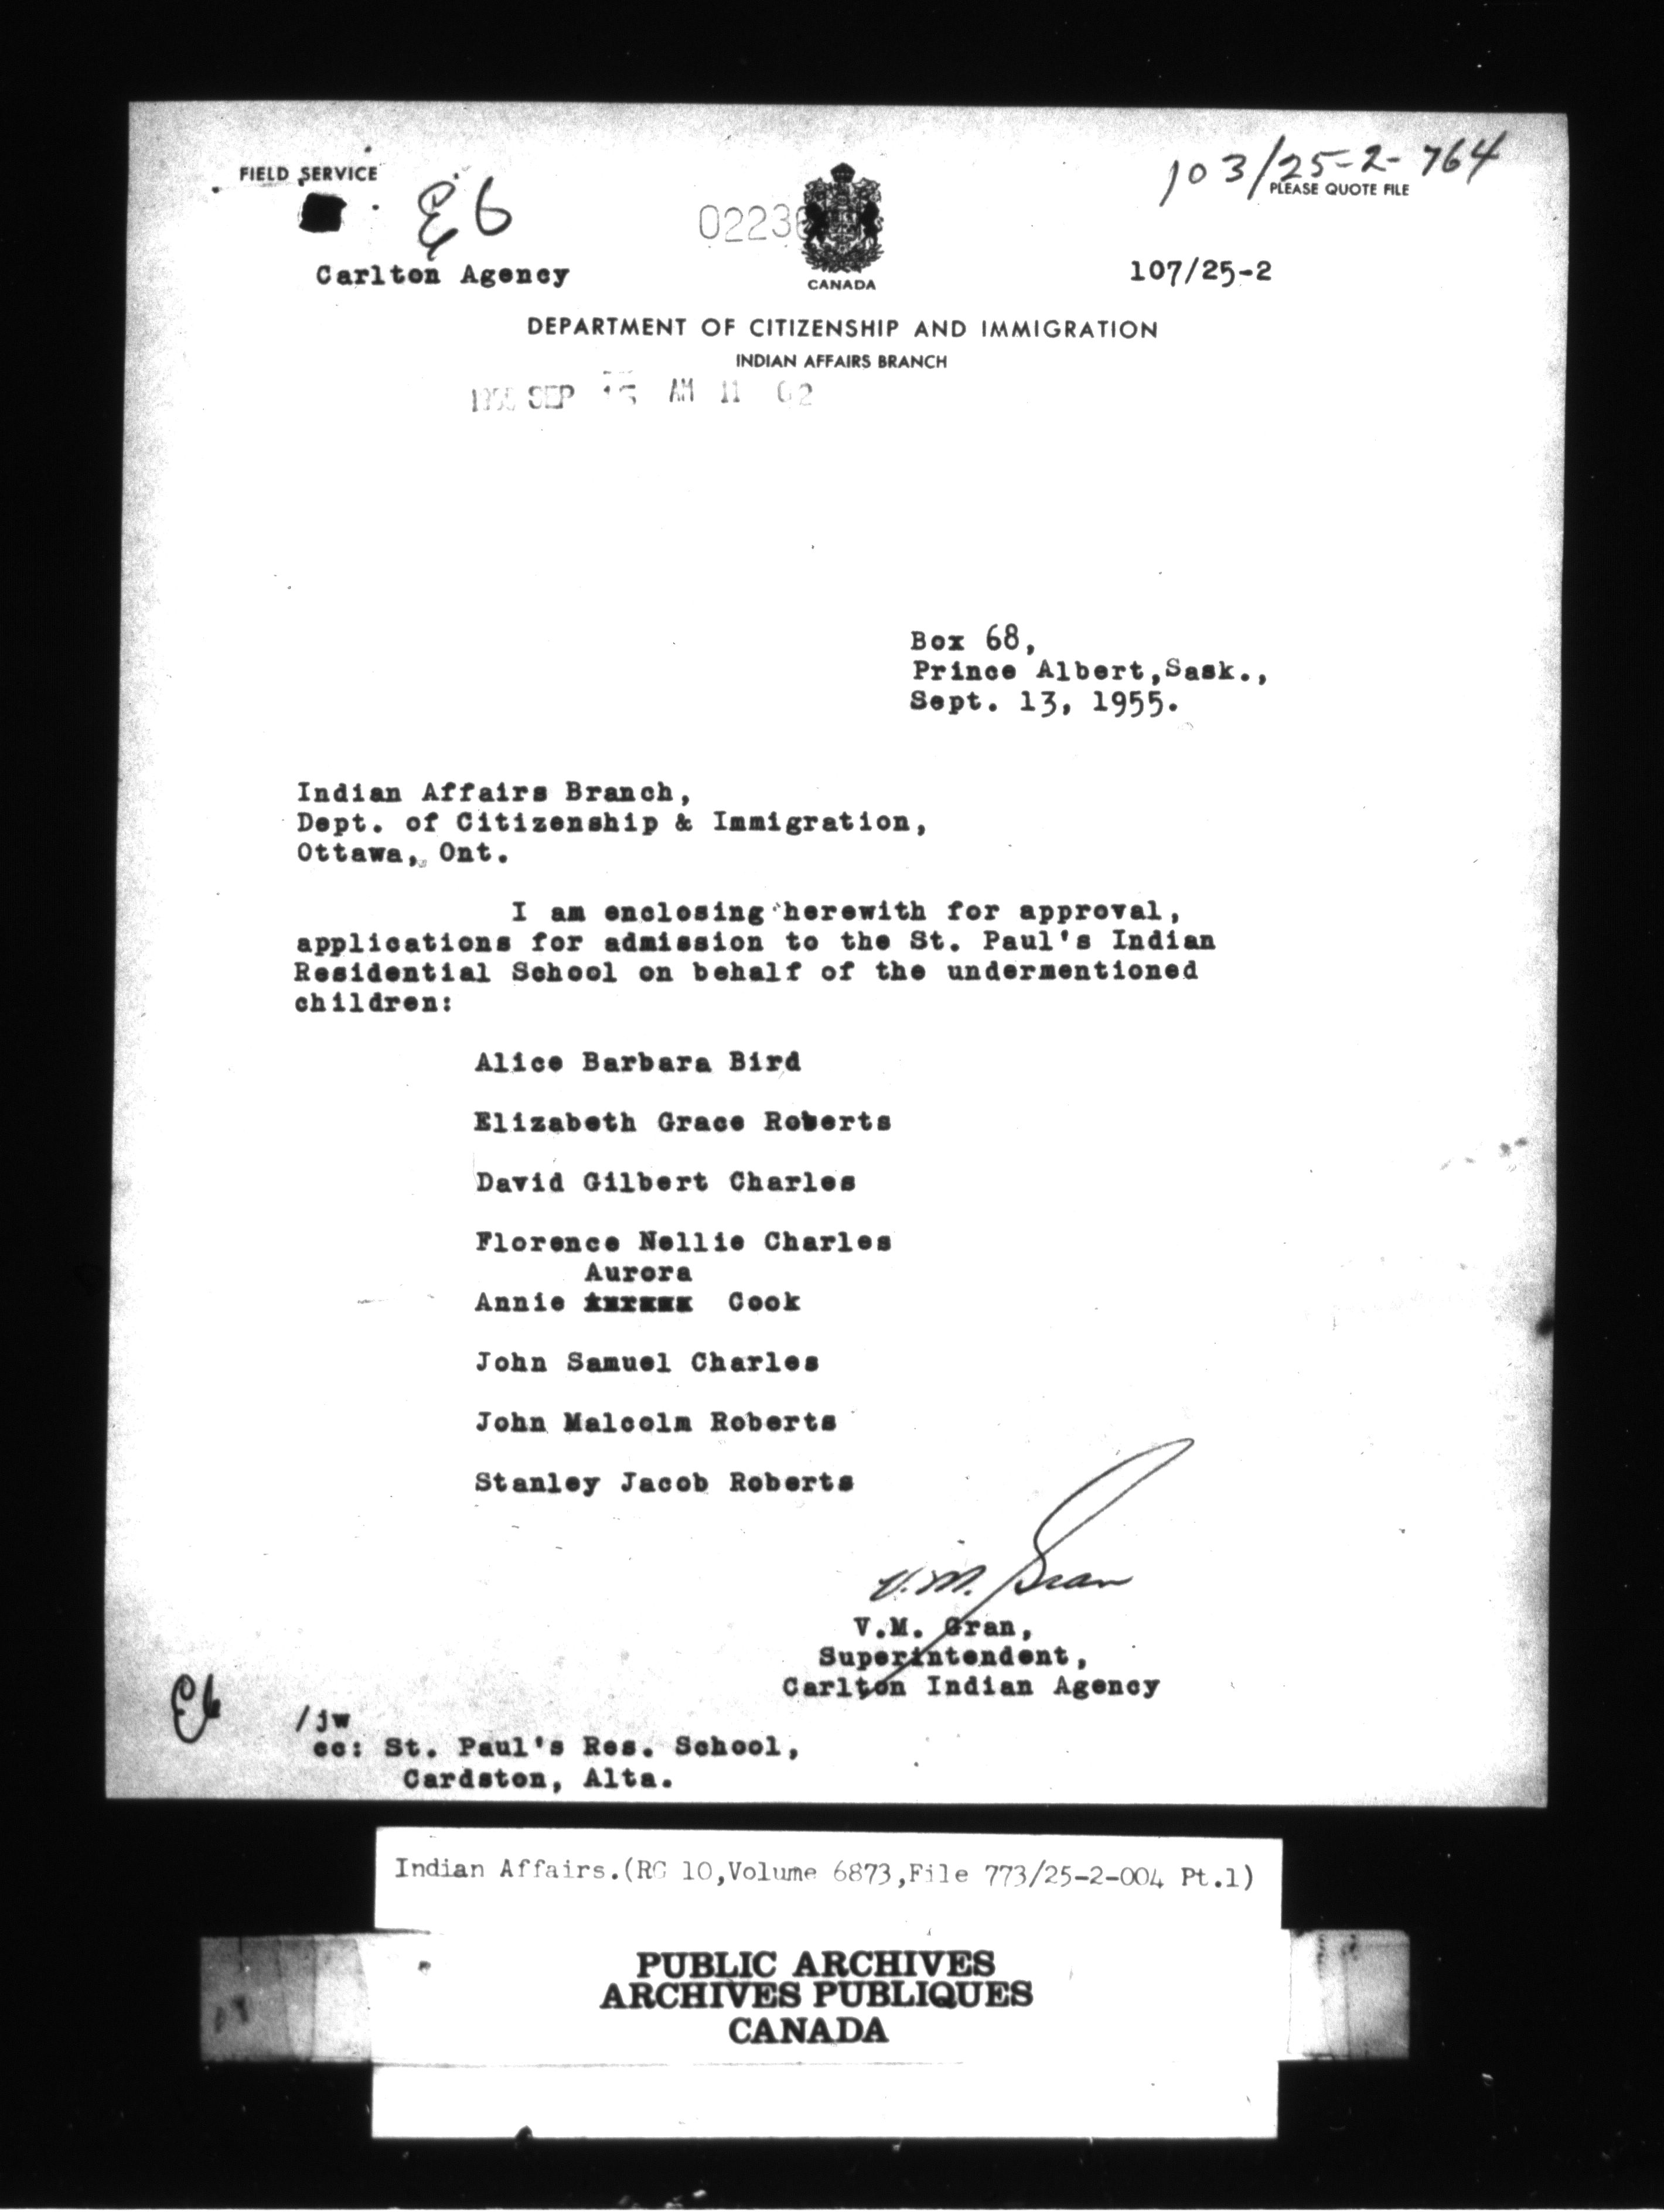 FIELD SERVICE
E6
103/25-2-764
PLEASE QUOTE FILE
0223
Carlton Agency
CANADA
107/25-2
DEPARTMENT OF CITIZENSHIP AND IMMIGRATION
INDIAN AFFAIRS BRANCH
1955 SEP 15 AM 11 02
Box 68,
Prince Albert,Sask.,
Sept. 13, 1955.
Indian Affairs Branch,
Dept. of Citizenship & Immigration,
Ottawa, Ont.
I am enclosing herewith for approval,
applications for admission to the St. Paul's Indian
Residential School on behalf of the undermentioned
children:
Alice Barbara Bird
Elizabeth Grace Roberts
David Gilbert Charles
Florence Nellie Charles
Aurora
Annie Cook
John Samuel Charles
John Malcolm Roberts
Stanley Jacob Roberts
V.M. Gran
V.M. Gran,
Superintendent,
Carlton Indian Agency
E6
/jw
cc: St. Paul's Res. School,
Cardston, Alta.
Indian Affairs.(RG 10,Volume 6873,File 773/25-2-004 Pt.1)
PUBLIC ARCHIVES
ARCHIVES PUBLIQUES
CANADA